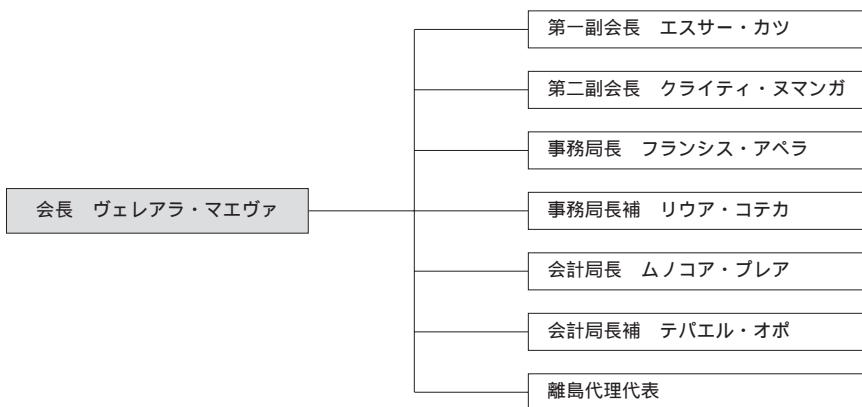 第一副会長　エスサー・カツ
第二副会長　クライティ・ヌマンガ
事務局長　フランシス・アペラ
会長　ヴェレアラ・マエヴァ
事務局長補　リウア・コテカ
会計局長　ムノコア・プレア
会計局長補　テパエル・オポ
離島代理代表